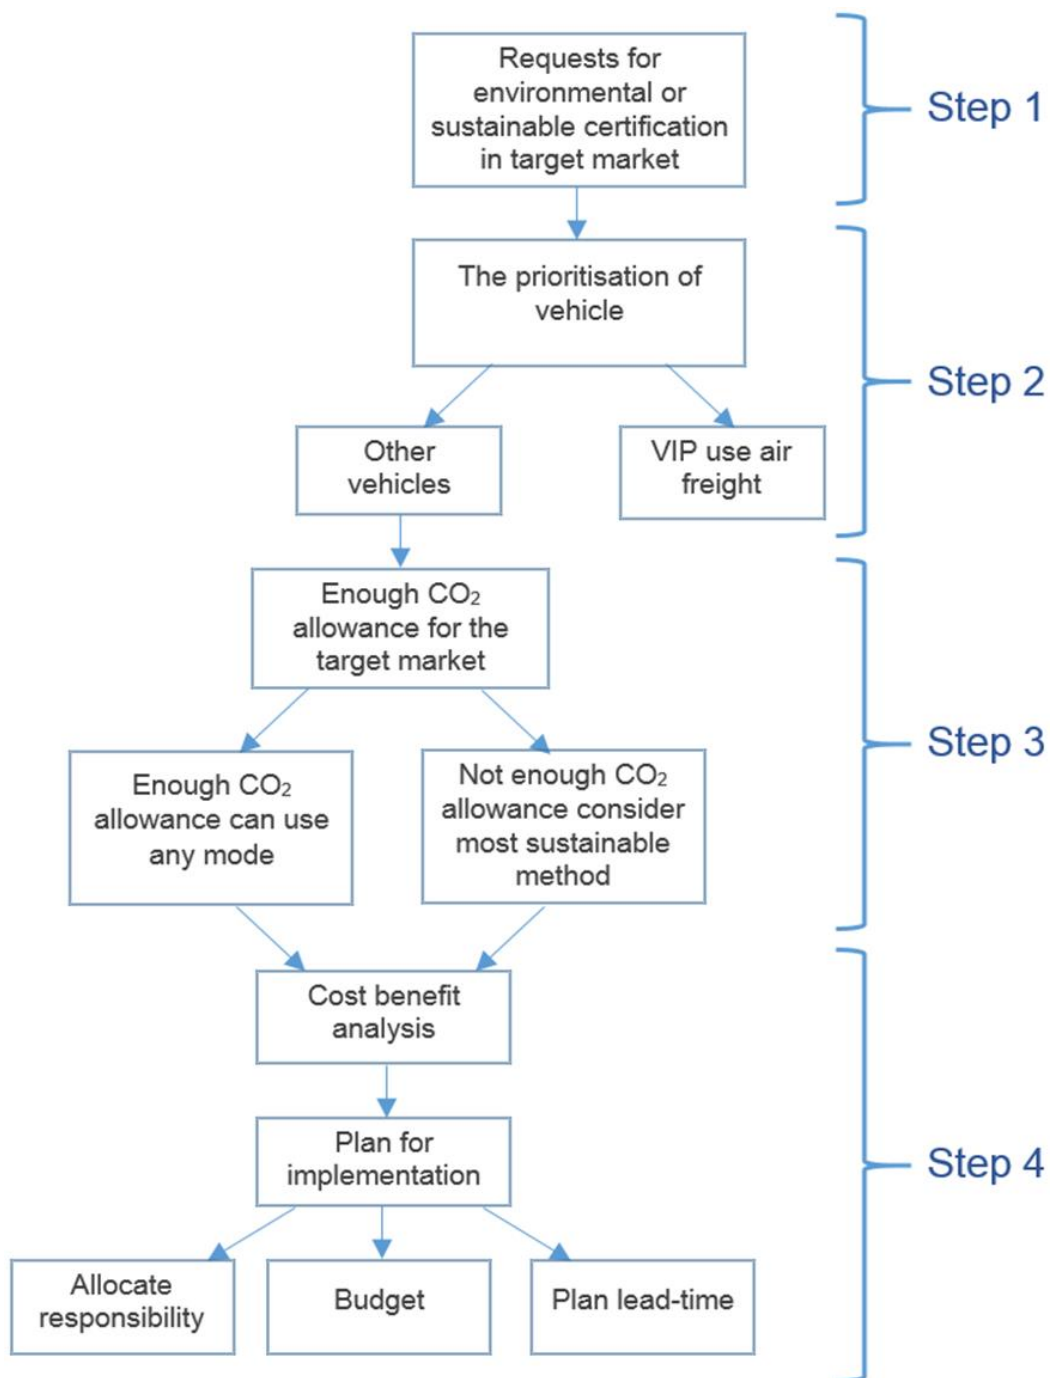 Requests for
environmental or
sustainable certification
in target market
Step 1
The prioritisation of
vehicle
Step 2
Other
vehicles
VIP use air
freight
Enough CO₂
allowance for the
target market
Step 3
Enough CO₂
allowance can use
any mode
Not enough CO₂
allowance consider
most sustainable
method
Cost benefit
analysis
Plan for
implementation
Step 4
Allocate
responsibility
Budget
Plan lead-time